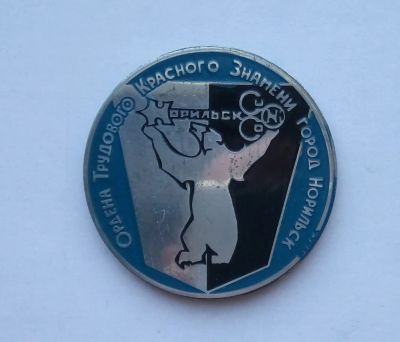 Ордена Трудового Красного Знамени город Норильск
Норильск